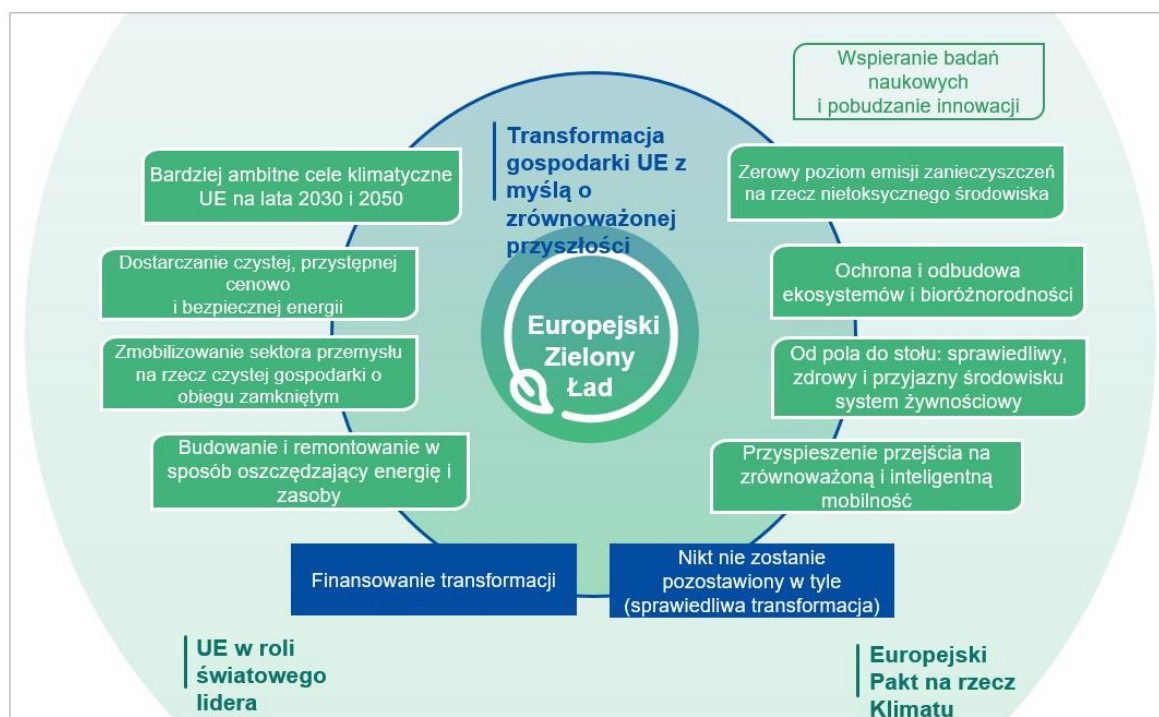 Wspieranie badań
naukowych
i pobudzanie innowacji
Transformacja
gospodarki UE z
myślą o
zrównoważonej
przyszłości
Bardziej ambitne cele klimatyczne
UE na lata 2030 i 2050
Zerowy poziom emisji zanieczyszczeń
na rzecz nietoksycznego środowiska
Dostarczanie czystej, przystępnej
cenowo
i bezpiecznej energii
Ochrona i odbudowa
ekosystemów i bioróżnorodności
Europejski
Zielony
Ład
Zmobilizowanie sektora przemysłu
na rzecz czystej gospodarki o
obiegu zamkniętym
Od pola do stołu: sprawiedliwy,
zdrowy i przyjazny środowisku
system żywnościowy
Budowanie i remontowanie w
sposób oszczędzający energię i
zasoby
Przyspieszenie przejścia na
zrównoważoną i inteligentną
mobilność
Finansowanie transformacji
Nikt nie zostanie
pozostawiony w tyle
(sprawiedliwa transformacja)
UE w roli
światowego
lidera
Europejski
Pakt na rzecz
Klimatu